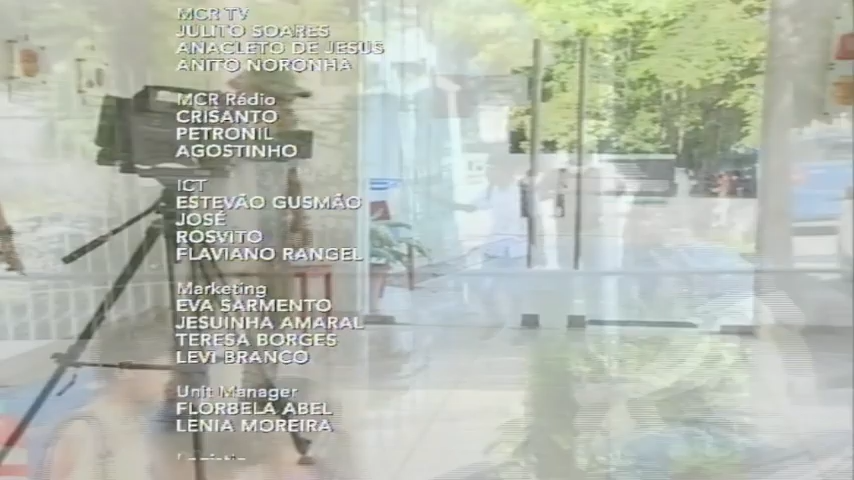 MCR TV
JULITO SOARES
ANACLETO DE JESUS
ANITO NORONHA
MCR Rádio
CRISANTO
PETRONIL
AGOSTINHO
ICT
ESTEVÃO GUSMÃO
JOSÉ
ROSVITO
FLAVIANO RANGEL
Marketing
EVA SARMENTO
JESUINHA AMARAL
TERESA BORGES
LEVI BRANCO
Unit Manager
FLORBELA ABEL
LENIA MOREIRA